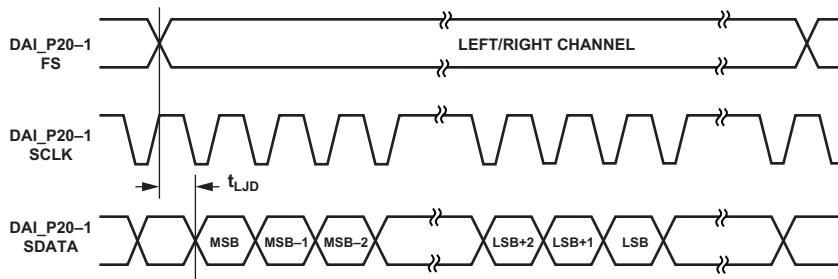 DAI_P20–1
FS
LEFT/RIGHT CHANNEL
DAI_P20–1
SCLK
tLJD
DAI_P20–1
SDATA
MSB MSB–1 MSB–2 LSB+2 LSB+1 LSB